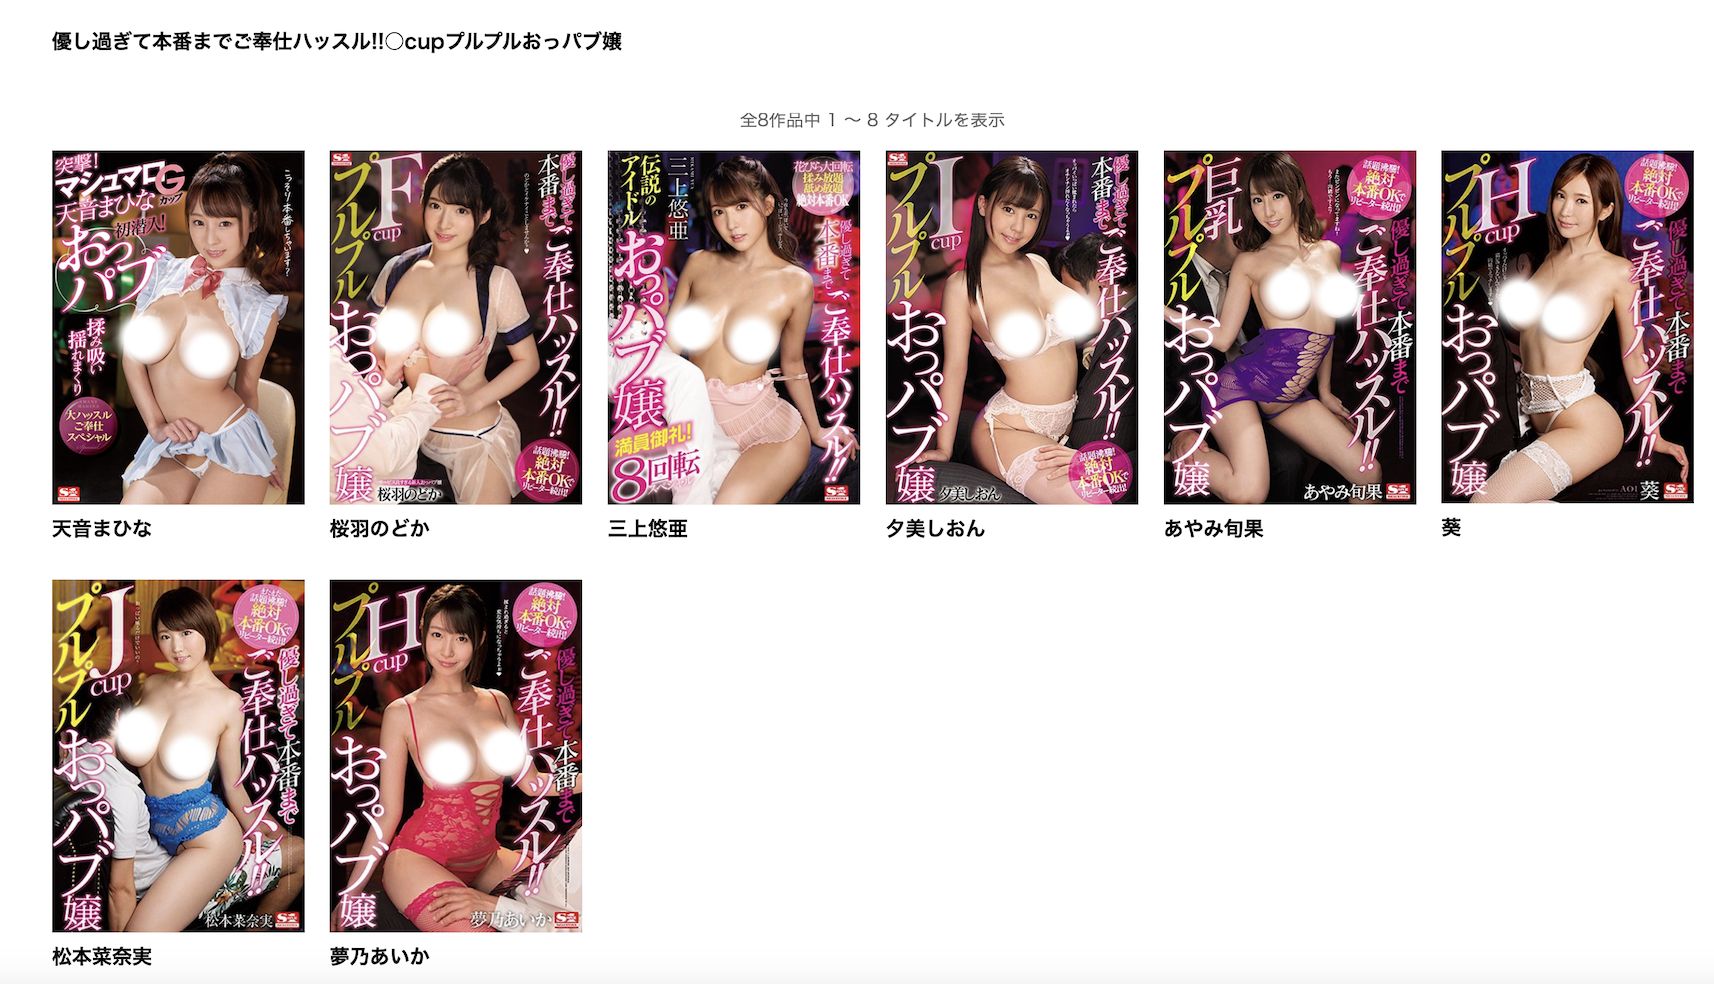 優し過ぎて本番までご奉仕ハッスル!!○cupプルプルおっパブ嬢
全8作品中 1 〜 8 タイトルを表示
突撃!
マシュマロGカップ
天音まひな
初潜入!
おっパブ
揉み吸い
揺れまくり
大ハッスル
ご奉仕
スペシャル
こっそり本番しちゃいます?
天音まひな
Fcup
プルプル
おっパブ嬢
優し過ぎて
本番まで
ご奉仕ハッスル!!
話題沸騰!
絶対
本番OKで
リピーター続出!!
桜羽のどか
桜羽のどか
伝説の
アイドル
三上悠亜
おっパブ嬢
満員御礼!
8回転
花びら大回転
揉み放題
舐め放題
絶対本番OK
優し過ぎて
本番まで
ご奉仕ハッスル!!
三上悠亜
Icup
プルプル
おっパブ嬢
優し過ぎて
本番まで
ご奉仕ハッスル!!
話題沸騰!
絶対
本番OKで
リピーター続出!!
夕美しおん
夕美しおん
巨乳
プルプル
おっパブ嬢
話題沸騰!
絶対
本番OKで
リピーター続出!!
優し過ぎて本番まで
ご奉仕ハッスル!!
あやみ旬果
あやみ旬果
Hcup
プルプル
おっパブ嬢
話題沸騰!
絶対
本番OKで
リピーター続出!!
優し過ぎて本番まで
ご奉仕ハッスル!!
AOI
葵
葵
Jcup
プルプル
おっパブ嬢
またまた
話題沸騰!
絶対
本番OKで
リピーター続出!!
優し過ぎて本番まで
ご奉仕ハッスル!!
松本菜奈実
松本菜奈実
Hcup
プルプル
おっパブ嬢
話題沸騰!
絶対
本番OKで
リピーター続出!!
優し過ぎて本番まで
ご奉仕ハッスル!!
夢乃あいか
夢乃あいか